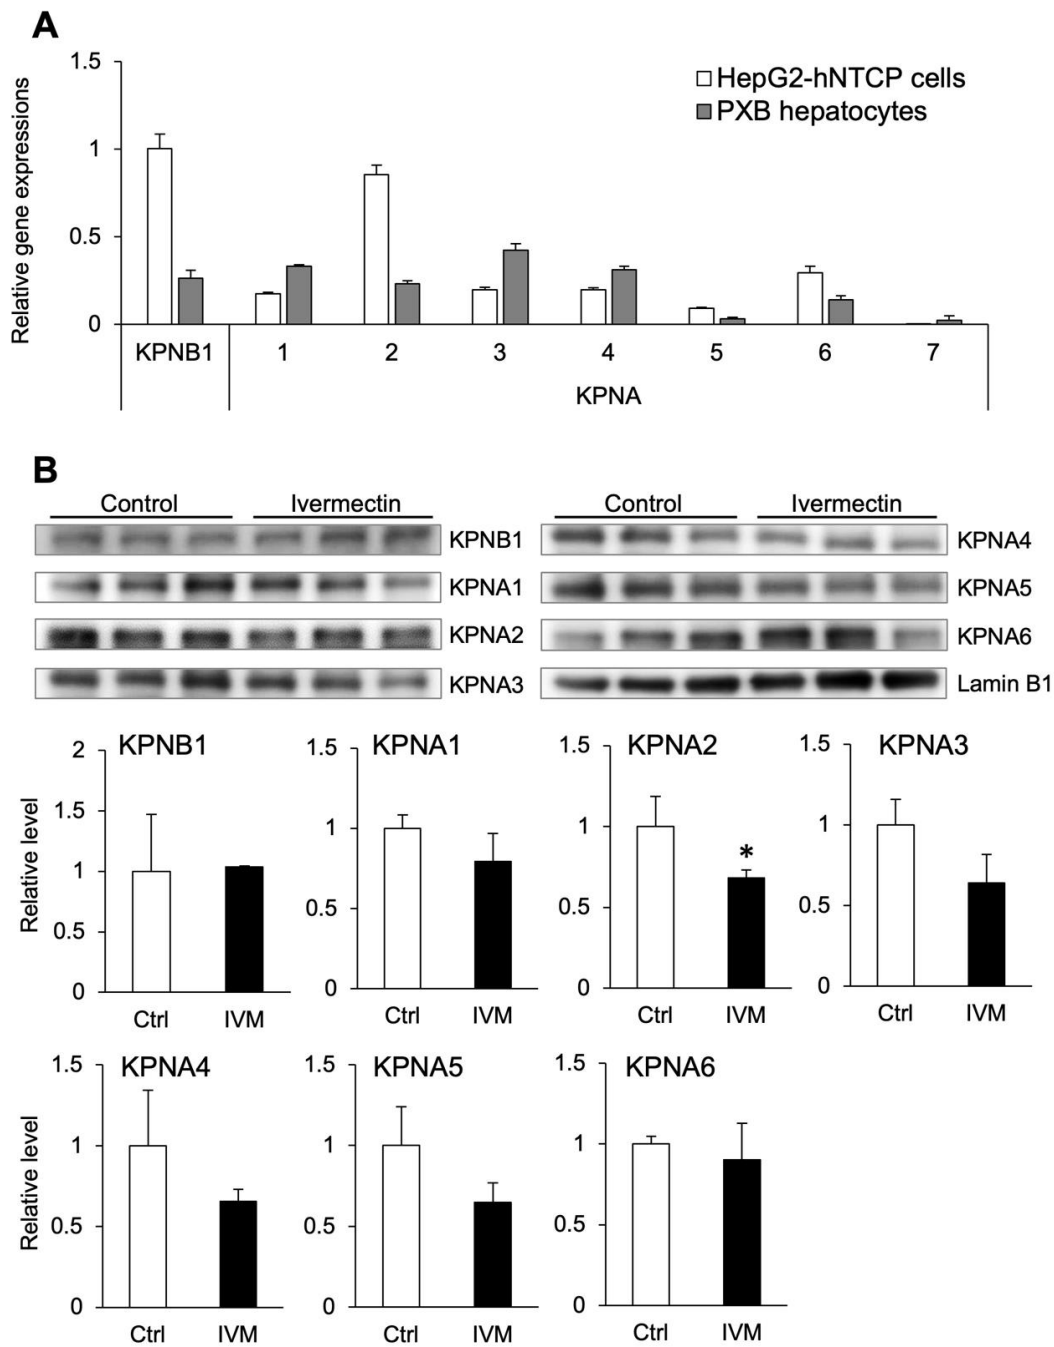 A
1.5
1
0.5
0
Relative gene expressions
HepG2-hNTCP cells
PXB hepatocytes
KPNB1 1 2 3 4 5 6 7
KPNA
B
Control Ivermectin Control Ivermectin
KPNB1 KPNA4
KPNA1 KPNA5
KPNA2 KPNA6
KPNA3 Lamin B1
KPNB1 KPNA1 KPNA2 KPNA3
Relative level
2 1.5 1.5 1.5
1.5 1 1 1
1 0.5 0.5 0.5
0.5 0 0 0
0
*
Ctrl IVM Ctrl IVM Ctrl IVM Ctrl IVM
KPNA4 KPNA5 KPNA6
Relative level
1.5 1.5 1.5
1 1 1
0.5 0.5 0.5
0 0 0
Ctrl IVM Ctrl IVM Ctrl IVM